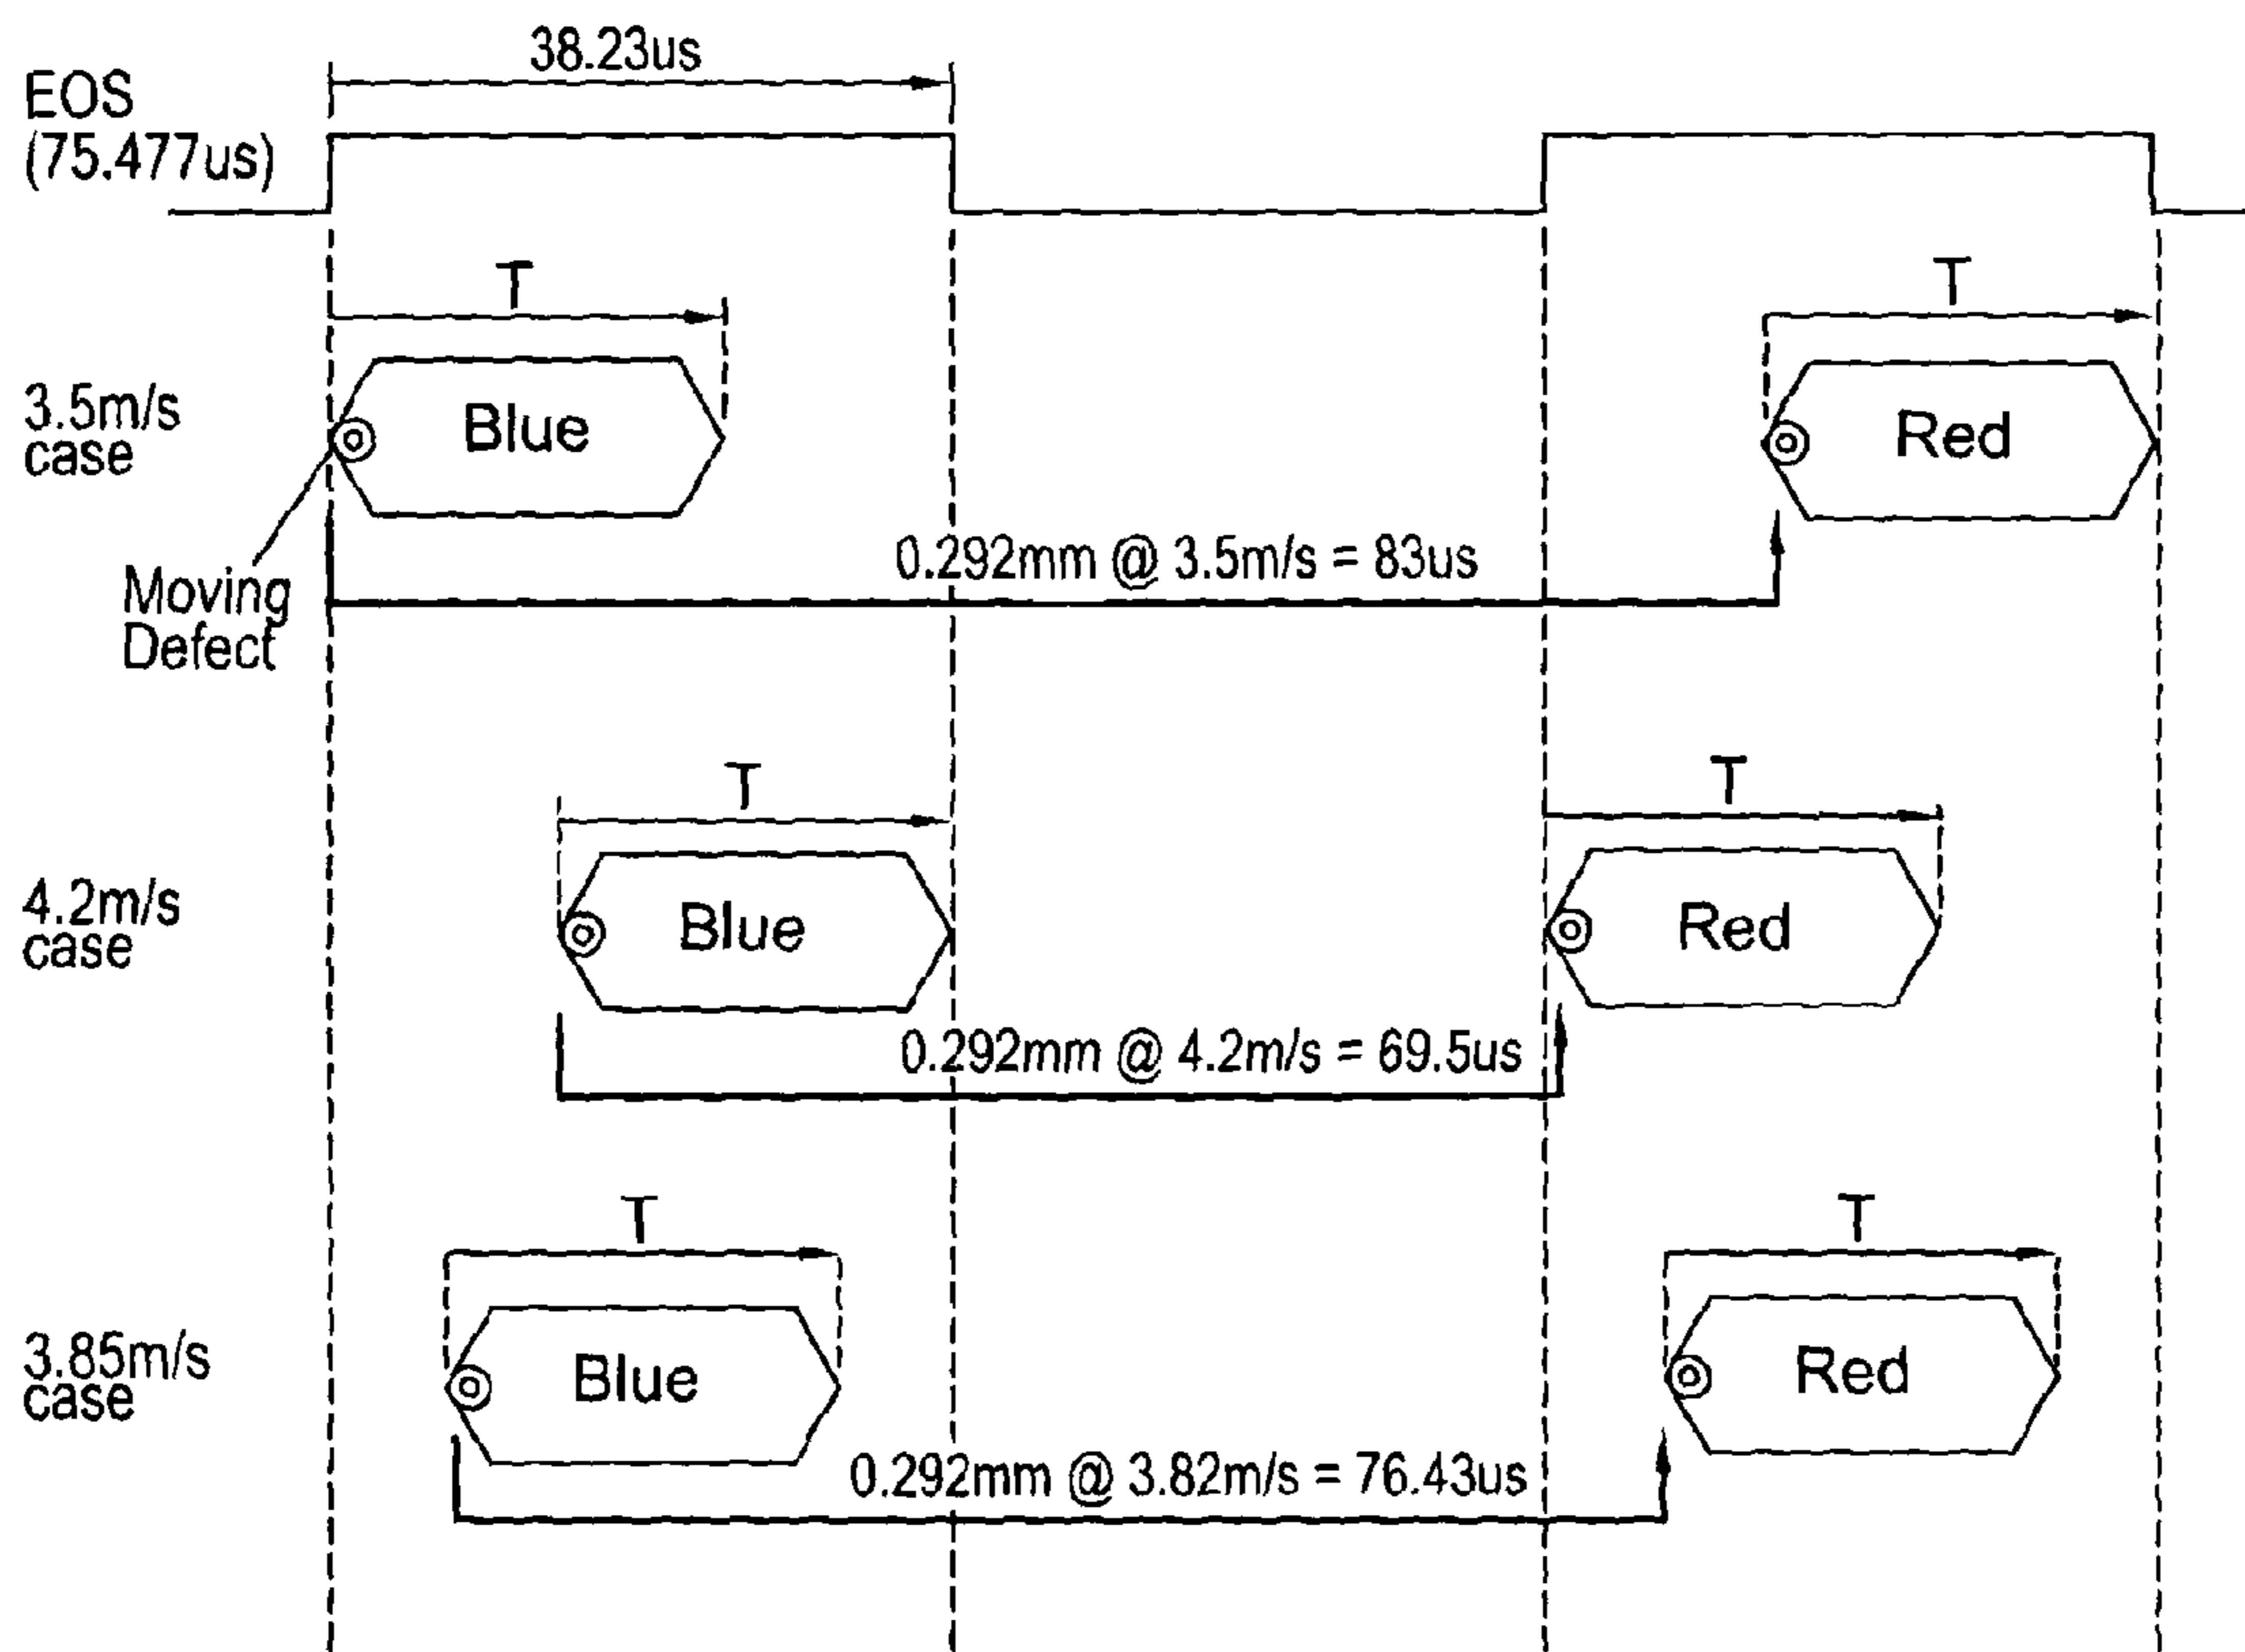 38.23us
EOS
(75.477us)
T
T
3.5m/s
case
Blue
Red
0.292mm @ 3.5m/s = 83us
Moving
Defect
T
T
4.2m/s
case
Blue
Red
0.292mm @ 4.2m/s = 69.5us
T
T
3.85m/s
case
Blue
Red
0.292mm @ 3.82m/s = 76.43us